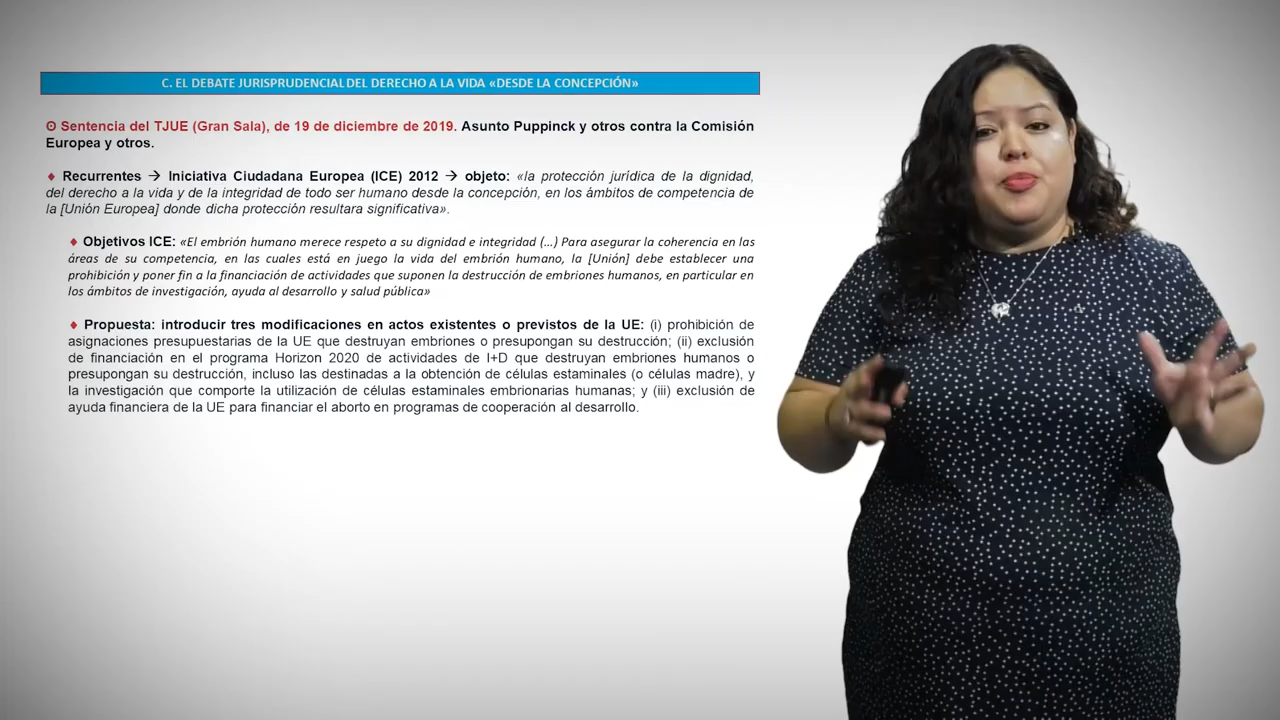 C. EL DEBATE JURISPRUDENCIAL DEL DERECHO A LA VIDA «DESDE LA CONCEPCIÓN»
ʘ Sentencia del TJUE (Gran Sala), de 19 de diciembre de 2019. Asunto Puppinck y otros contra la Comisión
Europea y otros.
♦ Recurrentes → Iniciativa Ciudadana Europea (ICE) 2012 → objeto: «la protección jurídica de la dignidad,
del derecho a la vida y de la integridad de todo ser humano desde la concepción, en los ámbitos de competencia de
la [Unión Europea] donde dicha protección resultara significativa».
♦ Objetivos ICE: «El embrión humano merece respeto a su dignidad e integridad (…) Para asegurar la coherencia en las
áreas de su competencia, en las cuales está en juego la vida del embrión humano, la [Unión] debe establecer una
prohibición y poner fin a la financiación de actividades que suponen la destrucción de embriones humanos, en particular en
los ámbitos de investigación, ayuda al desarrollo y salud pública»
♦ Propuesta: introducir tres modificaciones en actos existentes o previstos de la UE: (i) prohibición de
asignaciones presupuestarias de la UE que destruyan embriones o presupongan su destrucción; (ii) exclusión
de financiación en el programa Horizon 2020 de actividades de I+D que destruyan embriones humanos o
presupongan su destrucción, incluso las destinadas a la obtención de células estaminales (o células madre), y
la investigación que comporte la utilización de células estaminales embrionarias humanas; y (iii) exclusión de
ayuda financiera de la UE para financiar el aborto en programas de cooperación al desarrollo.